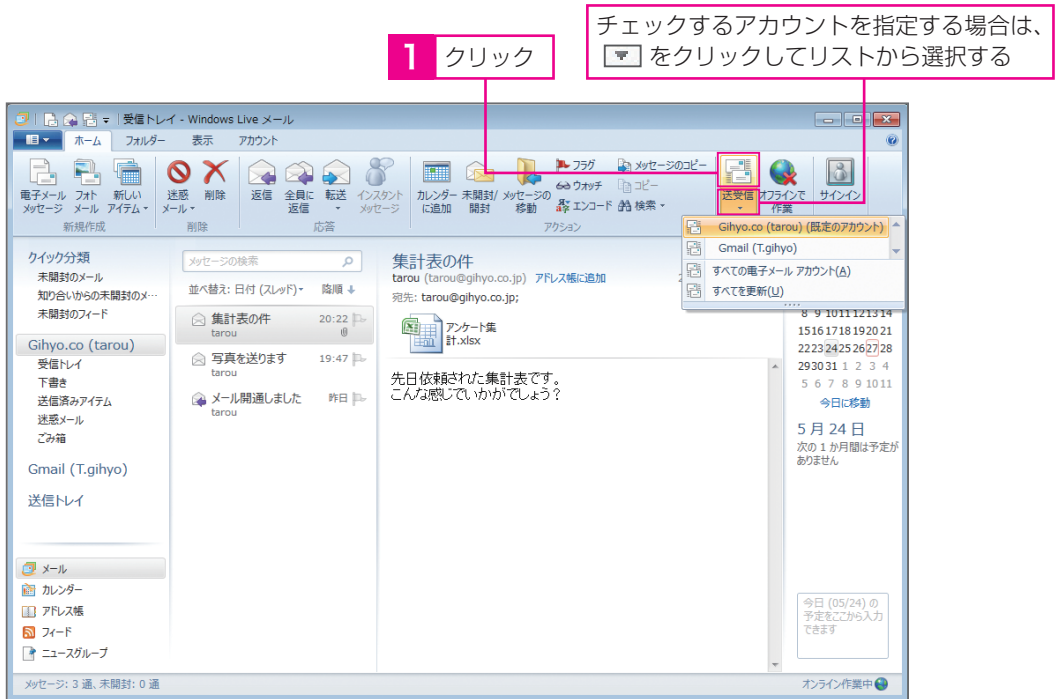 チェックするアカウントを指定する場合は、
をクリックしてリストから選択する
1 クリック
受信トレイ - Windows Live メール
ホーム フォルダー 表示 アカウント
電子メール メッセージ
フォト メール
新しい アイテム
新規作成
迷惑 メール
削除
削除
返信
全員に 返信
転送
インスタント メッセージ
応答
カレンダー に追加
未開封/ 開封
メッセージの 移動
フラグ
ウォッチ
エンコード
メッセージのコピー
コピー
検索
アクション
送受信
オフラインで 作業
サインイン
Gihyo.co (tarou) (既定のアカウント)
Gmail (T.gihyo)
すべての電子メール アカウント(A)
すべてを更新(U)
クイック分類
未開封のメール
知り合いからの未開封のメ…
未開封のフィード
Gihyo.co (tarou)
受信トレイ
下書き
送信済みアイテム
迷惑メール
ごみ箱
Gmail (T.gihyo)
送信トレイ
メール
カレンダー
アドレス帳
フィード
ニュースグループ
メッセージの検索
並べ替え: 日付 (スレッド) 降順
集計表の件 20:22
tarou
写真を送ります 19:47
tarou
メール開通しました 昨日
tarou
集計表の件
tarou (tarou@gihyo.co.jp) アドレス帳に追加 2
宛先: tarou@gihyo.co.jp;
アンケート集
計.xlsx
先日依頼された集計表です。
こんな感じでいかがでしょう?
8 9 10 11 12 13 14
15 16 17 18 19 20 21
22 23 24 25 26 27 28
29 30 31 1 2 3 4
5 6 7 8 9 10 11
今日に移動
5 月 24 日
次の 1 か月間は予定が
ありません
今日 (05/24) の
予定をここから入力
できます
メッセージ: 3 通、未開封: 0 通
オンライン作業中